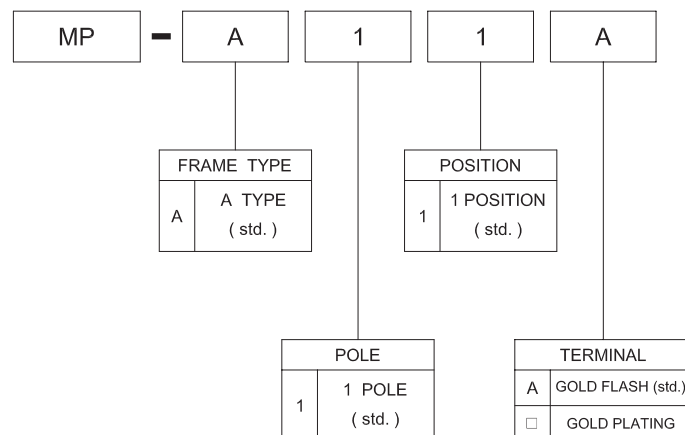 MP - A 1 1 A
FRAME TYPE
A A TYPE
( std. )
POSITION
1 1 POSITION
( std. )
POLE
1 1 POLE
( std. )
TERMINAL
A GOLD FLASH (std.)
□ GOLD PLATING